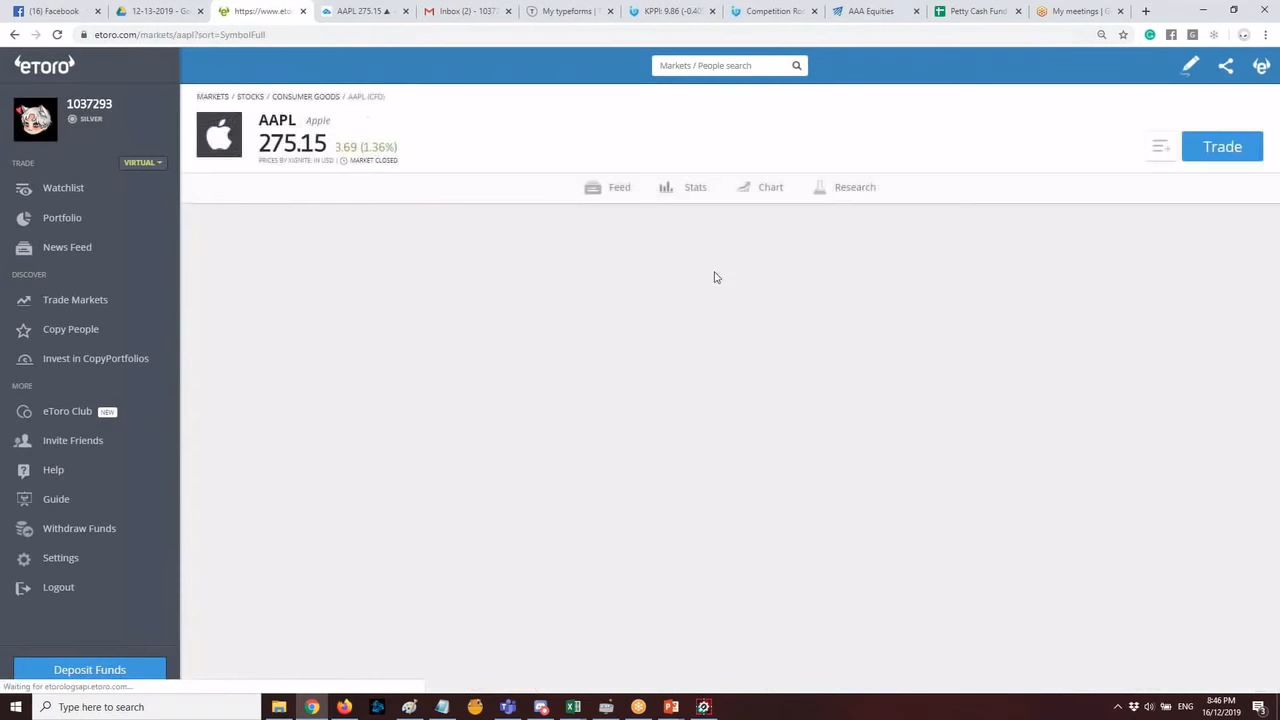 (16) Facebook
12-13-2019 - Goo
https://www.eto
AAPL 275.15 ▲
Inbox (2) - 1037
My typeforms |
KPPI: 9.86 (-0.40
Competition Ro
AAA Equities
Petty Cash Fund
My meetings | G
etoro.com/markets/aapl?sort=SymbolFull
eTORO
Markets / People search
1037293
SILVER
TRADE
VIRTUAL
Watchlist
Portfolio
News Feed
DISCOVER
Trade Markets
Copy People
Invest in CopyPortfolios
MORE
eToro Club NEW
Invite Friends
Help
Guide
Withdraw Funds
Settings
Logout
Deposit Funds
Waiting for etorologsapi.etoro.com...
MARKETS / STOCKS / CONSUMER GOODS / AAPL (CFD)
AAPL Apple
275.15 3.69 (1.36%)
PRICES BY XIGNITE; IN USD | MARKET CLOSED
Trade
Feed
Stats
Chart
Research
Type here to search
ENG
8:46 PM
16/12/2019